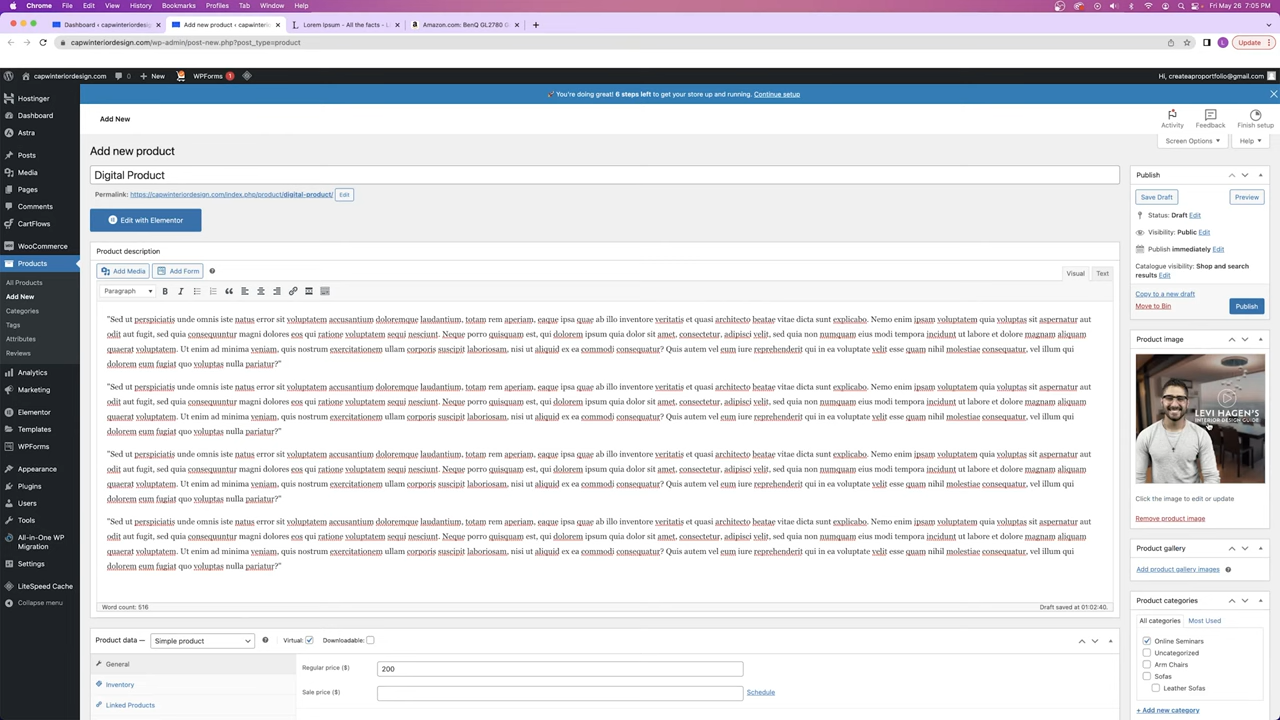 Chrome File Edit View History Bookmarks Profiles Tab Window Help Fri May 26 7:05 PM
Dashboard ‹ capwinteriordesign Add new product ‹ capwinterior Lorem Ipsum - All the facts - L Amazon.com: BenQ GL2780
capwinteriordesign.com/wp-admin/post-new.php?post_type=product L Update
capwinteriordesign.com 0 New WPForms 1 Hi, createaproportfolio@gmail.com
Hostinger
Dashboard
Astra
Posts
Media
Pages
Comments
CartFlows
WooCommerce
Products
All Products
Add New
Categories
Tags
Attributes
Reviews
Analytics
Marketing
Elementor
Templates
WPForms
Appearance
Plugins
Users
Tools
All-in-One WP
Migration
Settings
LiteSpeed Cache
Collapse menu
You're doing great! 6 steps left to get your store up and running. Continue setup
Add New
Activity Feedback Finish setup
Screen Options Help
Add new product
Digital Product
Permalink: https://capwinteriordesign.com/index.php/product/digital-product/ Edit
Edit with Elementor
Product description
Add Media Add Form
Visual Text
Paragraph
"Sed ut perspiciatis unde omnis iste natus error sit voluptatem accusantium doloremque laudantium, totam rem aperiam, eaque ipsa quae ab illo inventore veritatis et quasi architecto beatae vitae dicta sunt explicabo. Nemo enim ipsam voluptatem quia voluptas sit aspernatur aut
odit aut fugit, sed quia consequuntur magni dolores eos qui ratione voluptatem sequi nesciunt. Neque porro quisquam est, qui dolorem ipsum quia dolor sit amet, consectetur, adipisci velit, sed quia non numquam eius modi tempora incidunt ut labore et dolore magnam aliquam
quaerat voluptatem. Ut enim ad minima veniam, quis nostrum exercitationem ullam corporis suscipit laboriosam, nisi ut aliquid ex ea commodi consequatur? Quis autem vel eum iure reprehenderit qui in ea voluptate velit esse quam nihil molestiae consequatur, vel illum qui
dolorem eum fugiat quo voluptas nulla pariatur?"
"Sed ut perspiciatis unde omnis iste natus error sit voluptatem accusantium doloremque laudantium, totam rem aperiam, eaque ipsa quae ab illo inventore veritatis et quasi architecto beatae vitae dicta sunt explicabo. Nemo enim ipsam voluptatem quia voluptas sit aspernatur aut
odit aut fugit, sed quia consequuntur magni dolores eos qui ratione voluptatem sequi nesciunt. Neque porro quisquam est, qui dolorem ipsum quia dolor sit amet, consectetur, adipisci velit, sed quia non numquam eius modi tempora incidunt ut labore et dolore magnam aliquam
quaerat voluptatem. Ut enim ad minima veniam, quis nostrum exercitationem ullam corporis suscipit laboriosam, nisi ut aliquid ex ea commodi consequatur? Quis autem vel eum iure reprehenderit qui in ea voluptate velit esse quam nihil molestiae consequatur, vel illum qui
dolorem eum fugiat quo voluptas nulla pariatur?"
"Sed ut perspiciatis unde omnis iste natus error sit voluptatem accusantium doloremque laudantium, totam rem aperiam, eaque ipsa quae ab illo inventore veritatis et quasi architecto beatae vitae dicta sunt explicabo. Nemo enim ipsam voluptatem quia voluptas sit aspernatur aut
odit aut fugit, sed quia consequuntur magni dolores eos qui ratione voluptatem sequi nesciunt. Neque porro quisquam est, qui dolorem ipsum quia dolor sit amet, consectetur, adipisci velit, sed quia non numquam eius modi tempora incidunt ut labore et dolore magnam aliquam
quaerat voluptatem. Ut enim ad minima veniam, quis nostrum exercitationem ullam corporis suscipit laboriosam, nisi ut aliquid ex ea commodi consequatur? Quis autem vel eum iure reprehenderit qui in ea voluptate velit esse quam nihil molestiae consequatur, vel illum qui
dolorem eum fugiat quo voluptas nulla pariatur?"
"Sed ut perspiciatis unde omnis iste natus error sit voluptatem accusantium doloremque laudantium, totam rem aperiam, eaque ipsa quae ab illo inventore veritatis et quasi architecto beatae vitae dicta sunt explicabo. Nemo enim ipsam voluptatem quia voluptas sit aspernatur aut
odit aut fugit, sed quia consequuntur magni dolores eos qui ratione voluptatem sequi nesciunt. Neque porro quisquam est, qui dolorem ipsum quia dolor sit amet, consectetur, adipisci velit, sed quia non numquam eius modi tempora incidunt ut labore et dolore magnam aliquam
quaerat voluptatem. Ut enim ad minima veniam, quis nostrum exercitationem ullam corporis suscipit laboriosam, nisi ut aliquid ex ea commodi consequatur? Quis autem vel eum iure reprehenderit qui in ea voluptate velit esse quam nihil molestiae consequatur, vel illum qui
dolorem eum fugiat quo voluptas nulla pariatur?"
Word count: 516 Draft saved at 01:02:40.
Product data — Simple product Virtual: Downloadable:
General
Inventory
Linked Products
Regular price ($) 200
Sale price ($) Schedule
Publish
Save Draft Preview
Status: Draft Edit
Visibility: Public Edit
Publish immediately Edit
Catalogue visibility: Shop and search
results Edit
Copy to a new draft
Move to Bin Publish
Product image
LEVI HAGEN'S
INTERIOR DESIGN GUIDE
Click the image to edit or update
Remove product image
Product gallery
Add product gallery images
Product categories
All categories Most Used
Online Seminars
Uncategorized
Arm Chairs
Sofas
Leather Sofas
+ Add new category